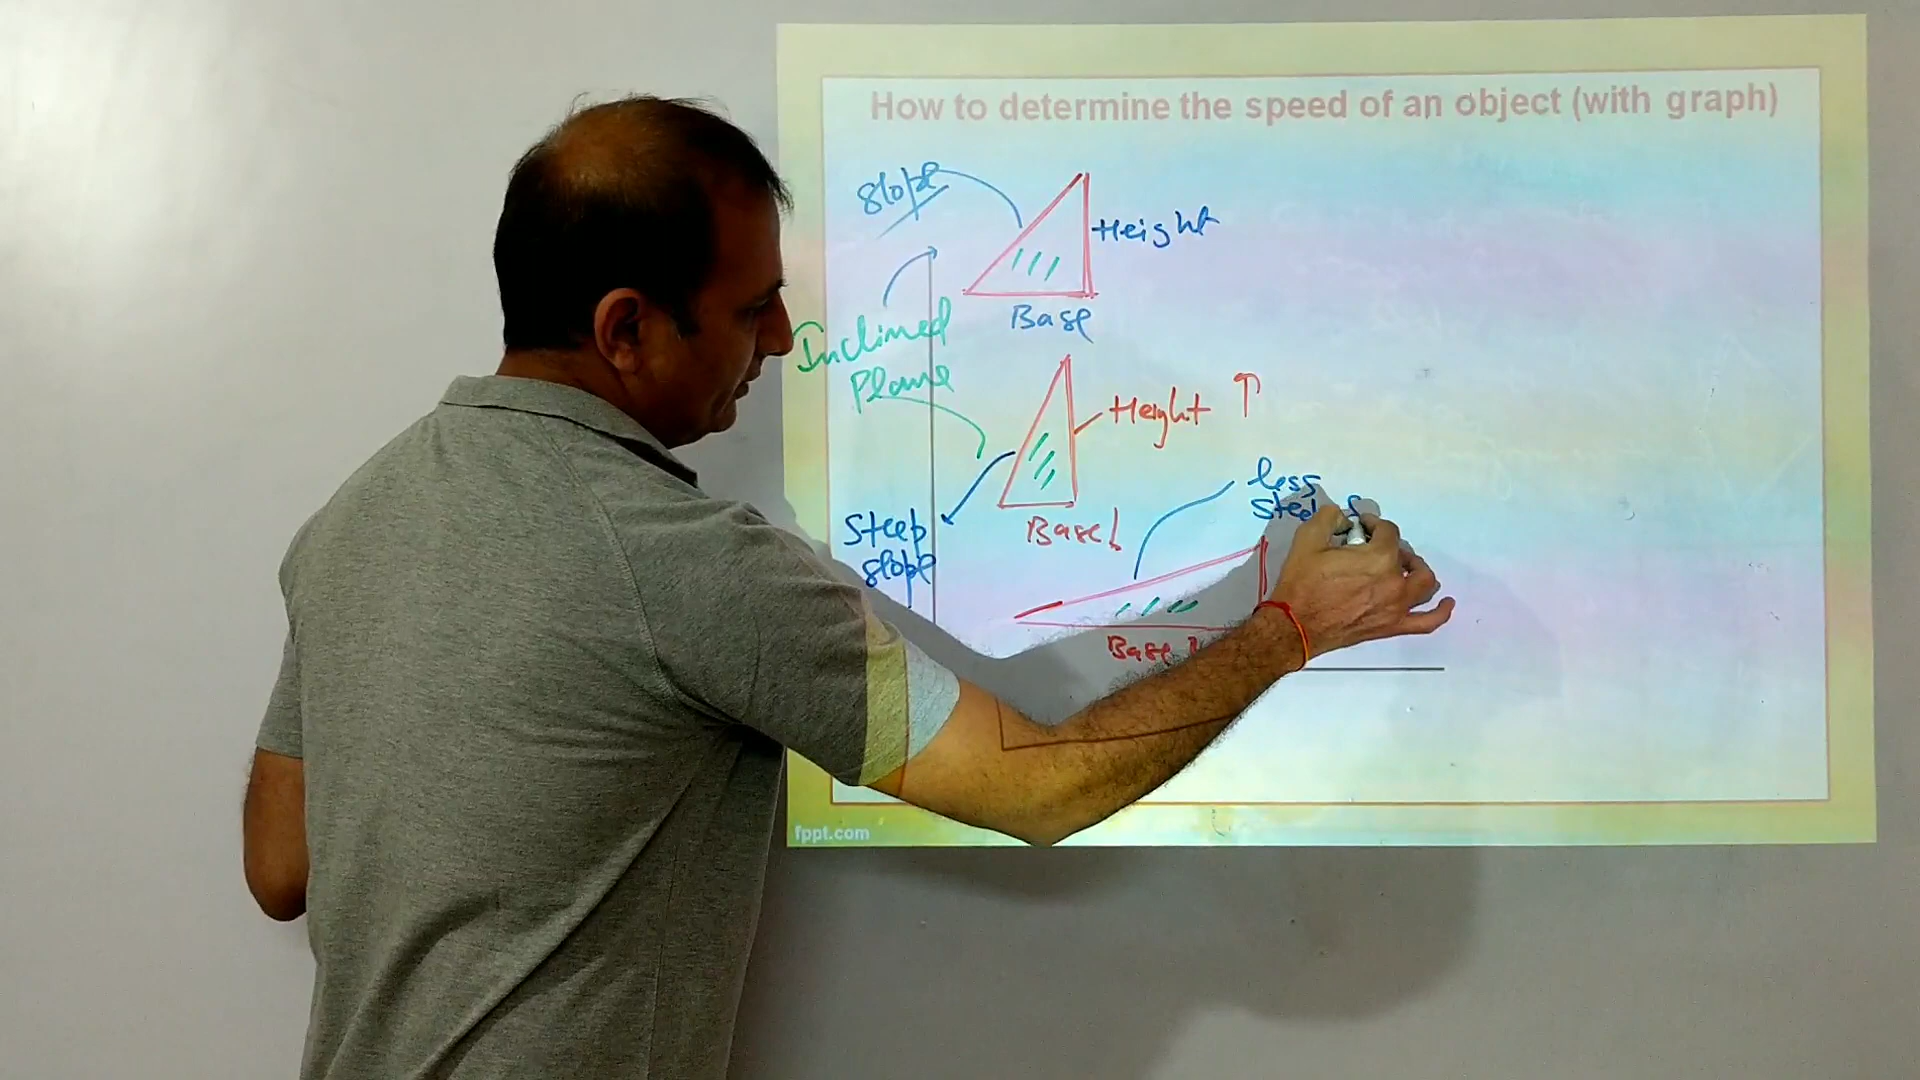 How to determine the speed of an object (with graph)
Slope
Height
Base
Inclined
Plane
Height ↑
Base
Steep
slope
less
Base
fppt.com